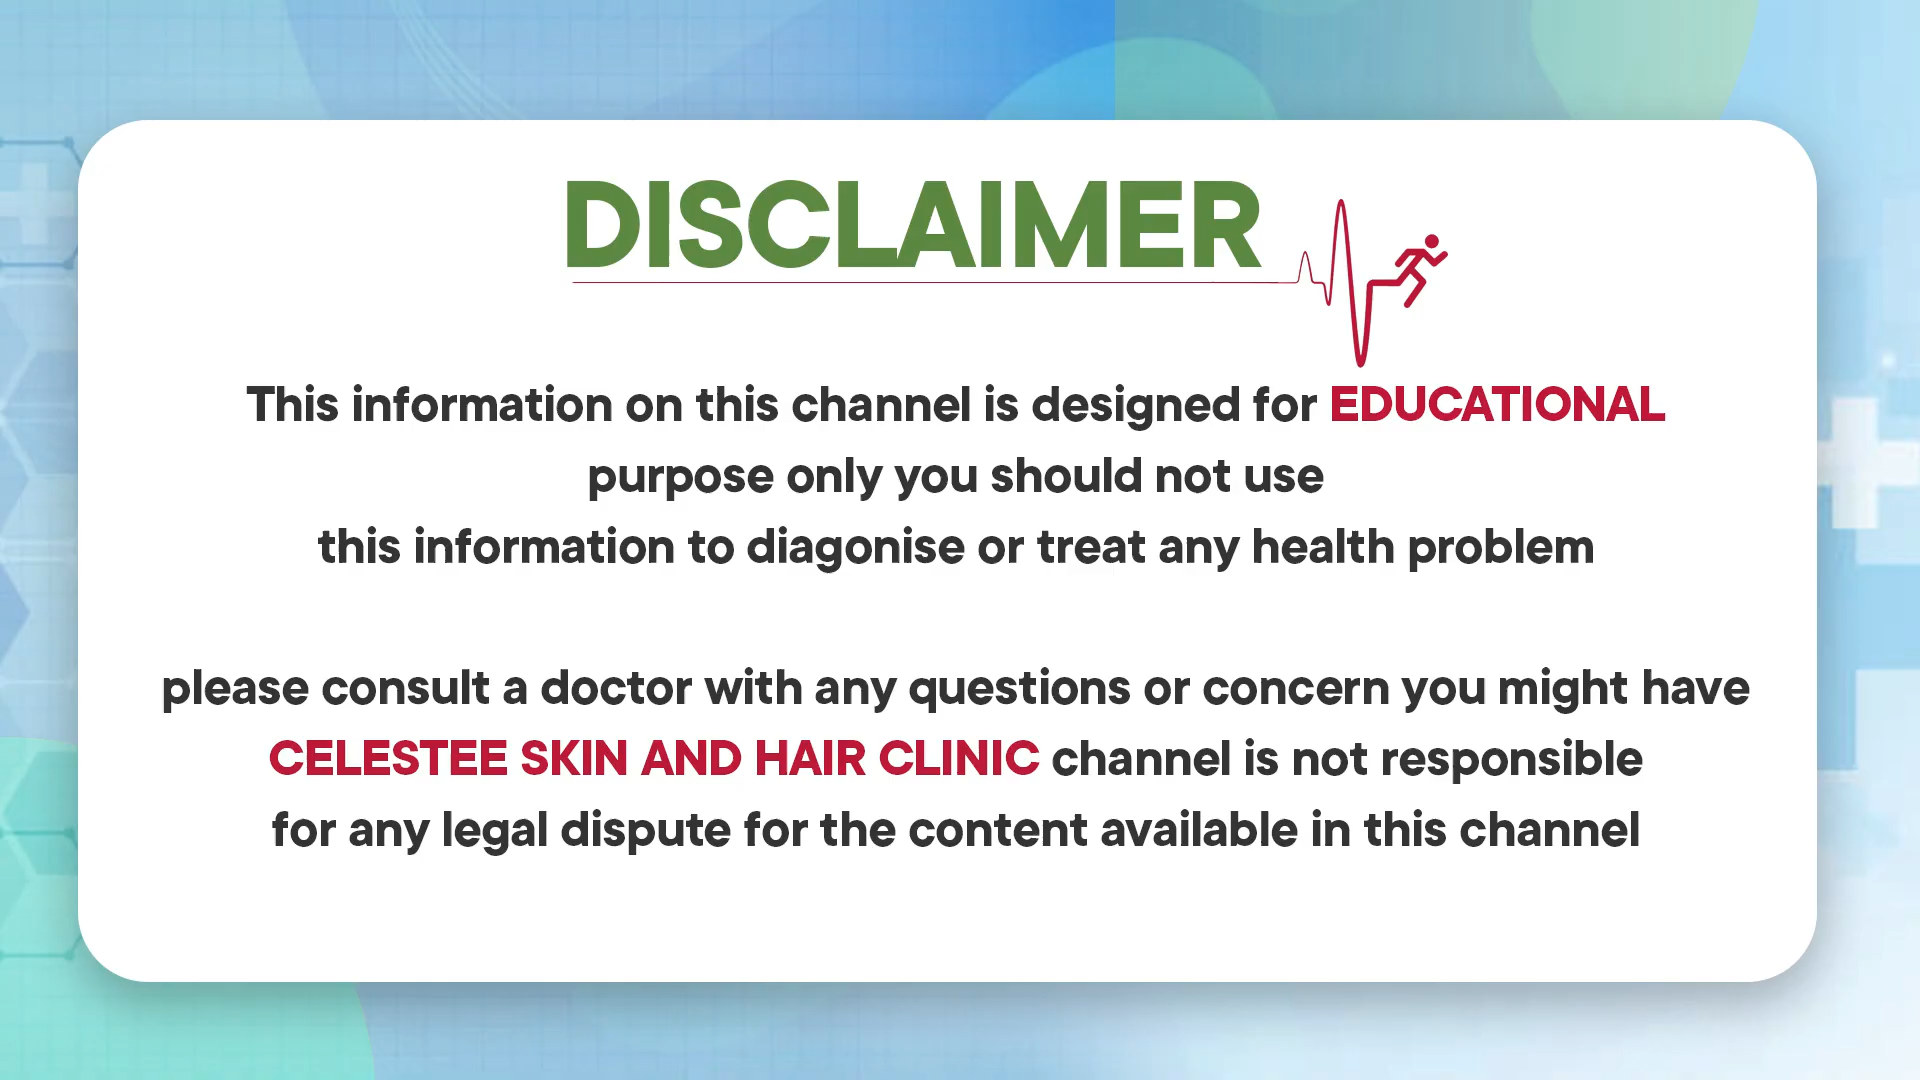 DISCLAIMER
This information on this channel is designed for EDUCATIONAL
purpose only you should not use
this information to diagonise or treat any health problem
please consult a doctor with any questions or concern you might have
CELESTEE SKIN AND HAIR CLINIC channel is not responsible
for any legal dispute for the content available in this channel